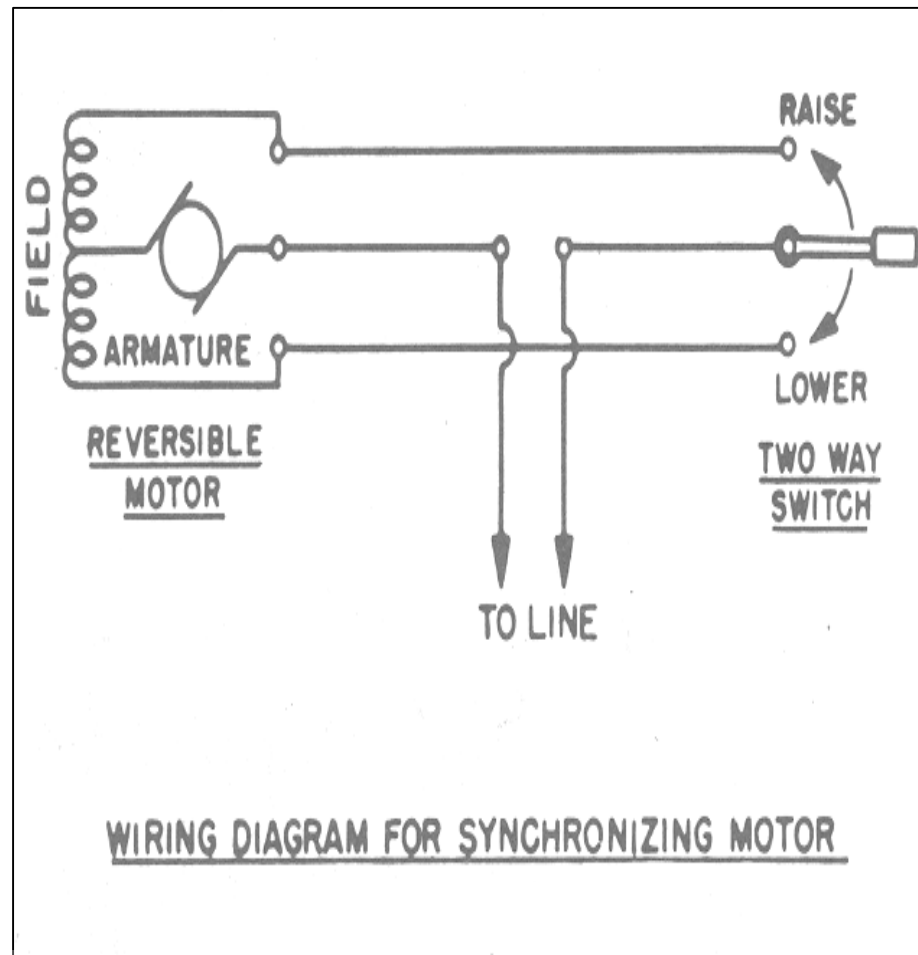 RAISE
FIELD
ARMATURE
LOWER
REVERSIBLE
MOTOR
TWO WAY
SWITCH
TO LINE
WIRING DIAGRAM FOR SYNCHRONIZING MOTOR